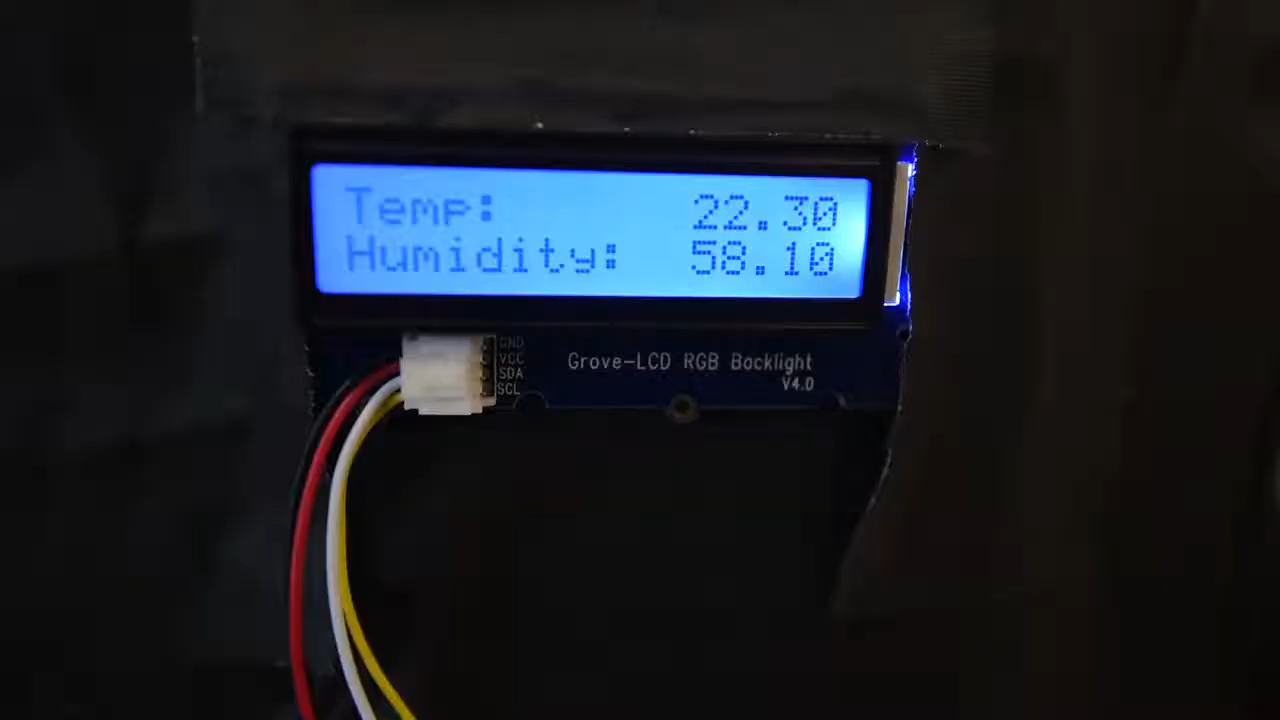 Temp: 22.30
Humidity: 58.10
GND
VCC
SDA
SCL
Grove-LCD RGB Backlight
V4.0